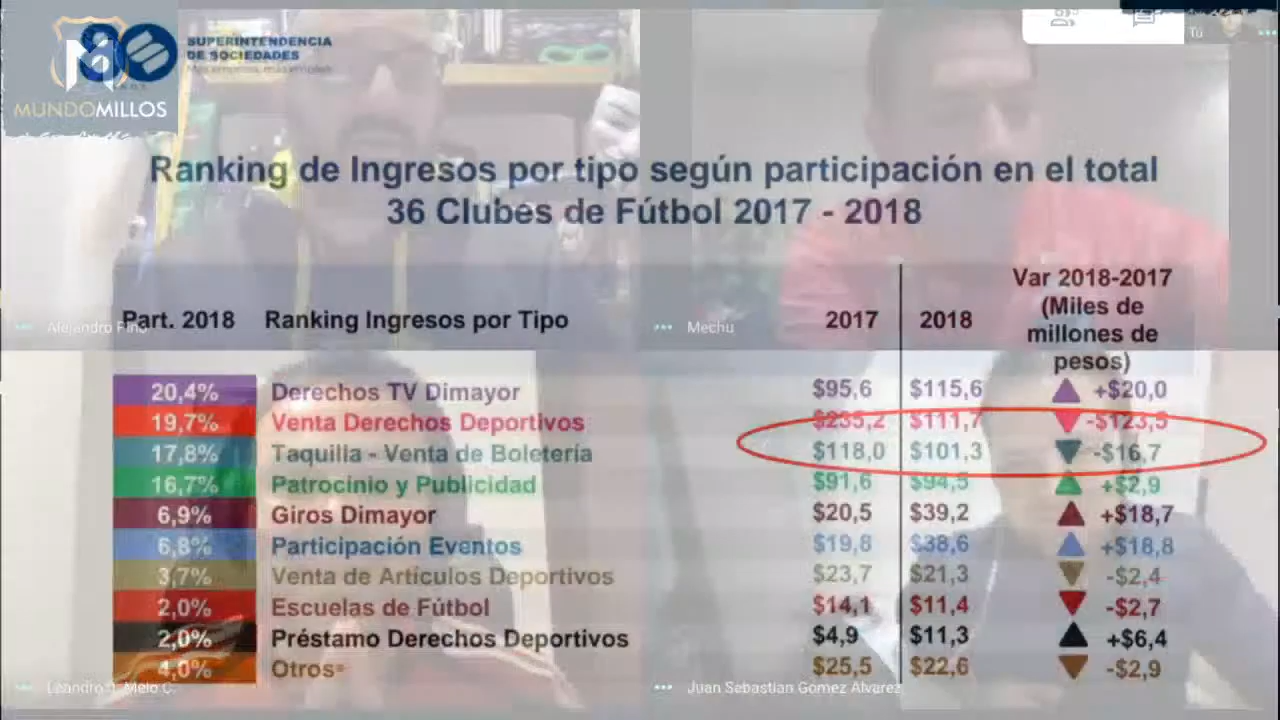 SUPERINTENDENCIA
DE SOCIEDADES
MUNDOMILLOS
Tú
Ranking de Ingresos por tipo según participación en el total
36 Clubes de Fútbol 2017 - 2018
Part. 2018 Ranking Ingresos por Tipo 2017 2018 Var 2018-2017
(Miles de
millones de
pesos)
Mechu
20,4% Derechos TV Dimayor $95,6 $115,6 +$20,0
19,7% Venta Derechos Deportivos $235,2 $111,7 -$123,5
17,8% Taquilla - Venta de Boletería $118,0 $101,3 -$16,7
16,7% Patrocinio y Publicidad $91,6 $94,5 +$2,9
6,9% Giros Dimayor $20,5 $39,2 +$18,7
6,8% Participación Eventos $19,8 $38,6 +$18,8
3,7% Venta de Artículos Deportivos $23,7 $21,3 -$2,4
2,0% Escuelas de Fútbol $14,1 $11,4 -$2,7
2,0% Préstamo Derechos Deportivos $4,9 $11,3 +$6,4
4,0% Otros $25,5 $22,6 -$2,9
Melo C.
Juan Sebastian Gomez Alvarez